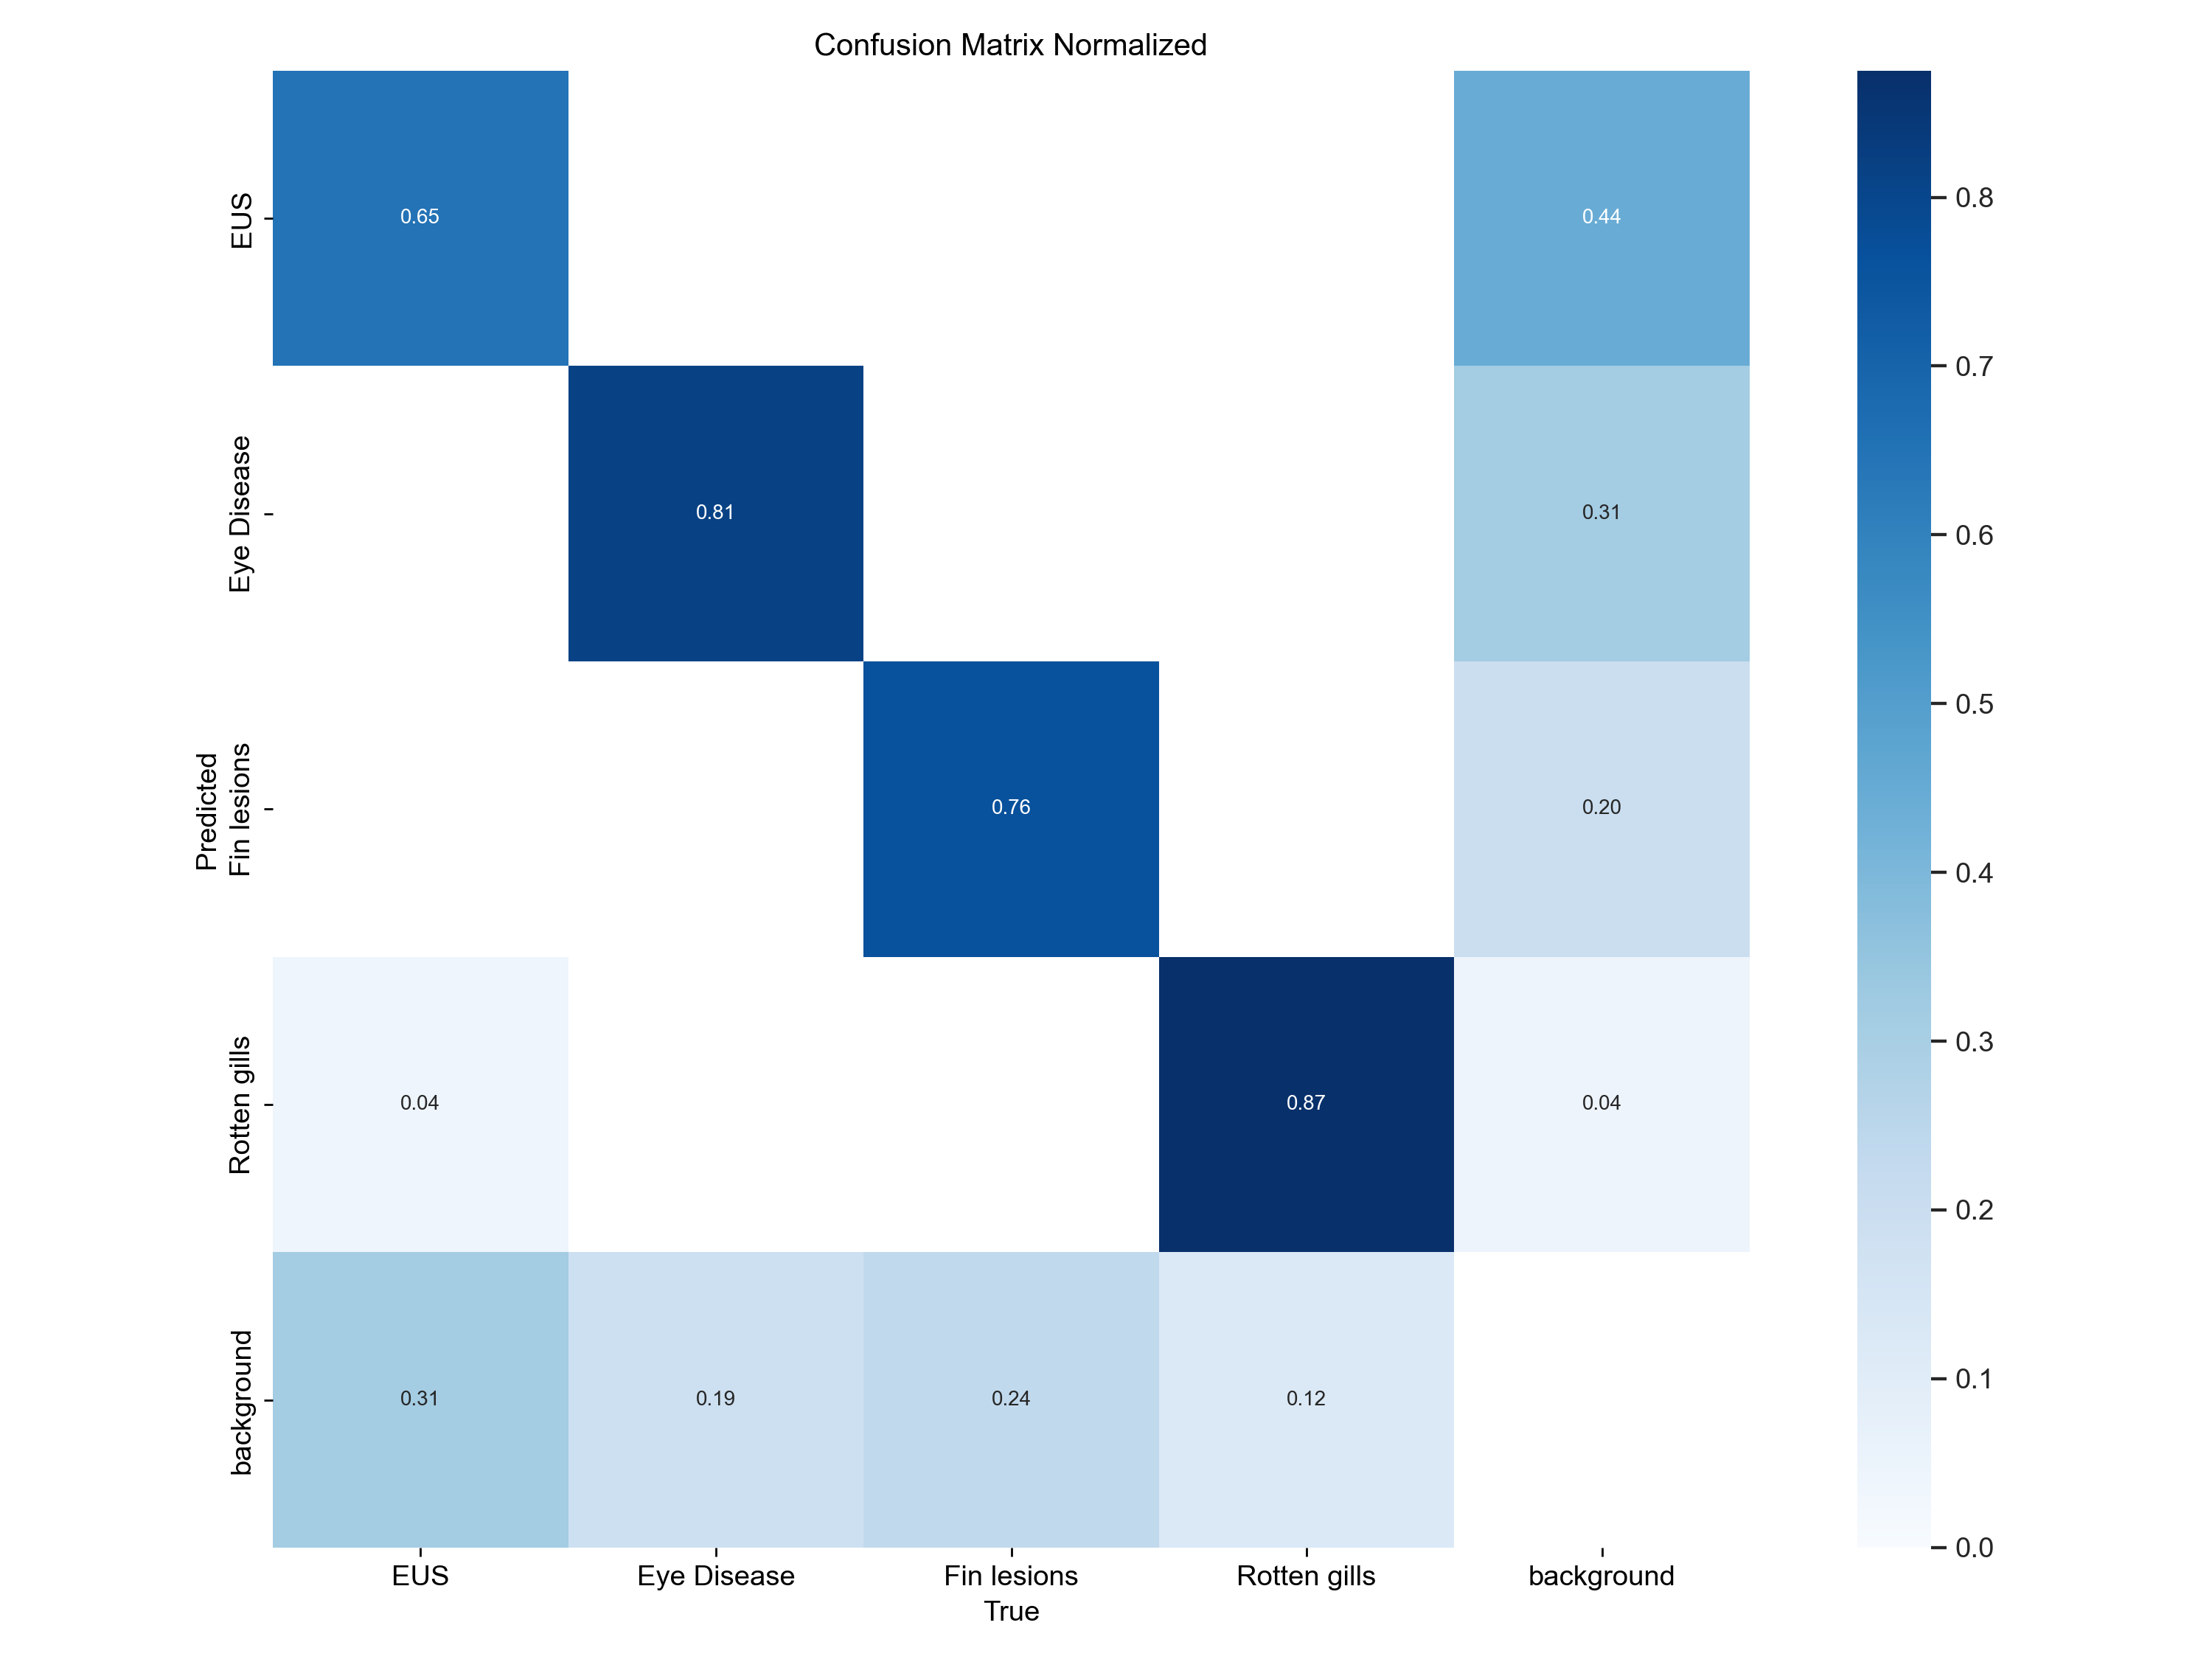 Confusion Matrix Normalized
EUS
0.65
0.44
Eye Disease
0.81
0.31
Predicted
Fin lesions
0.76
0.20
Rotten gills
0.04
0.87
0.04
background
0.31
0.19
0.24
0.12
EUS
Eye Disease
Fin lesions
Rotten gills
background
True
0.8
0.7
0.6
0.5
0.4
0.3
0.2
0.1
0.0